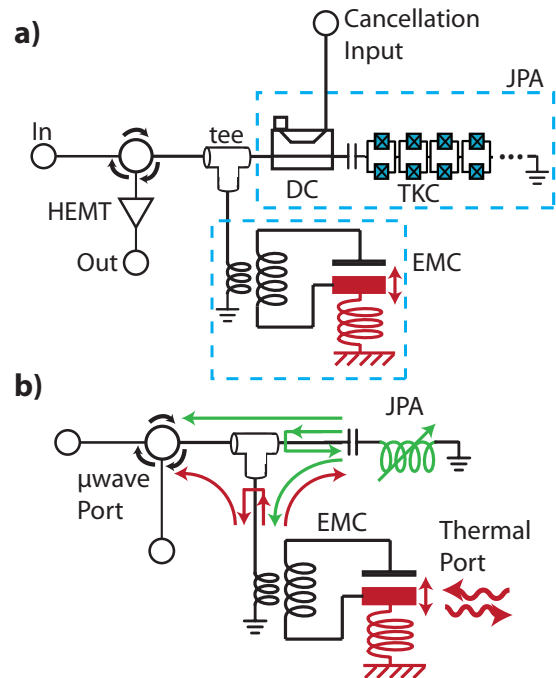 a)
Cancellation
Input
JPA
In
tee
DC
TKC
HEMT
Out
EMC
b)
JPA
μwave
Port
EMC
Thermal
Port